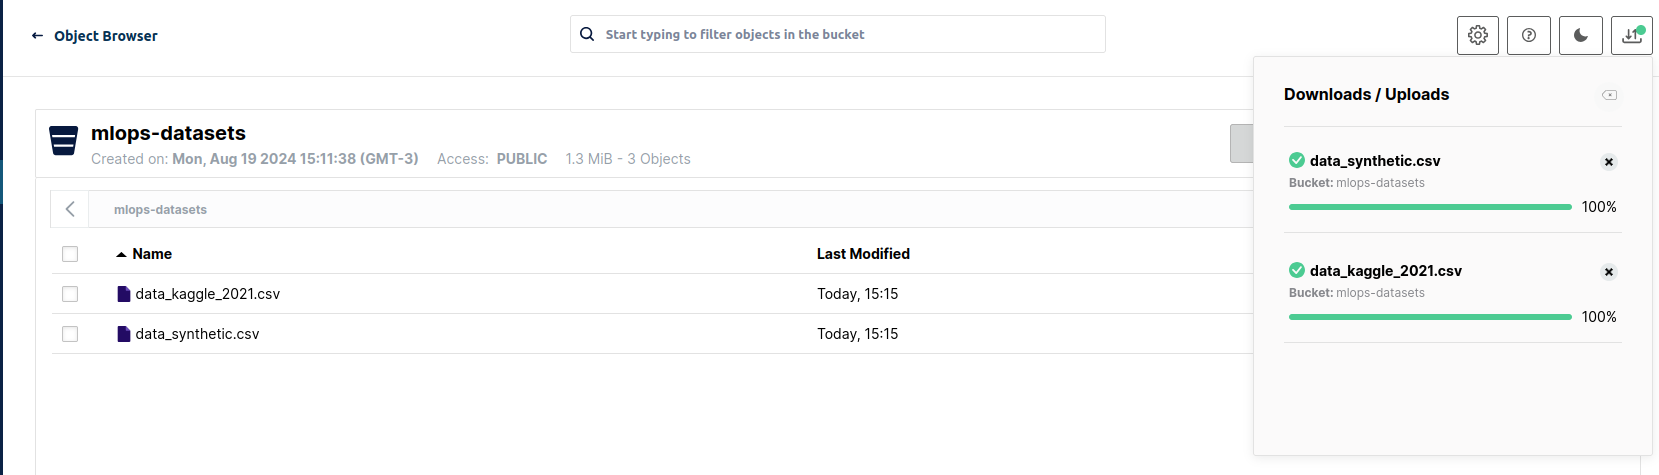 ← Object Browser
Start typing to filter objects in the bucket
Downloads / Uploads
mlops-datasets
Created on: Mon, Aug 19 2024 15:11:38 (GMT-3) Access: PUBLIC 1.3 MiB - 3 Objects
mlops-datasets
Name Last Modified
data_kaggle_2021.csv Today, 15:15
data_synthetic.csv Today, 15:15
data_synthetic.csv
Bucket: mlops-datasets
100%
data_kaggle_2021.csv
Bucket: mlops-datasets
100%